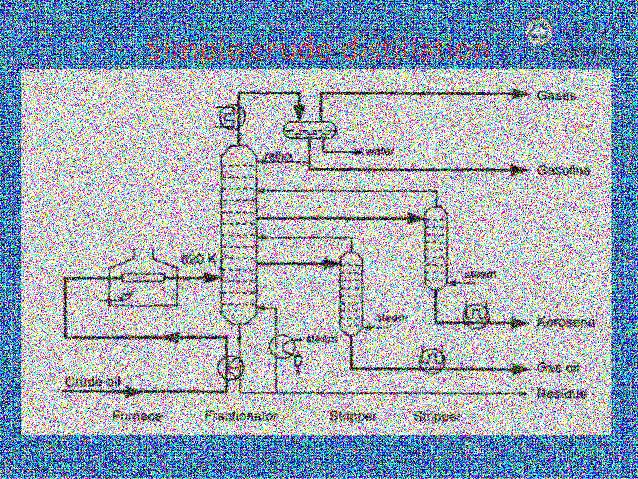 Simple crude distillation
Gases
reflux
water
Gasoline
600 K
steam
steam
Kerosene
steam
Gas oil
Crude oil
Residue
Furnace Fractionator Stripper Stripper